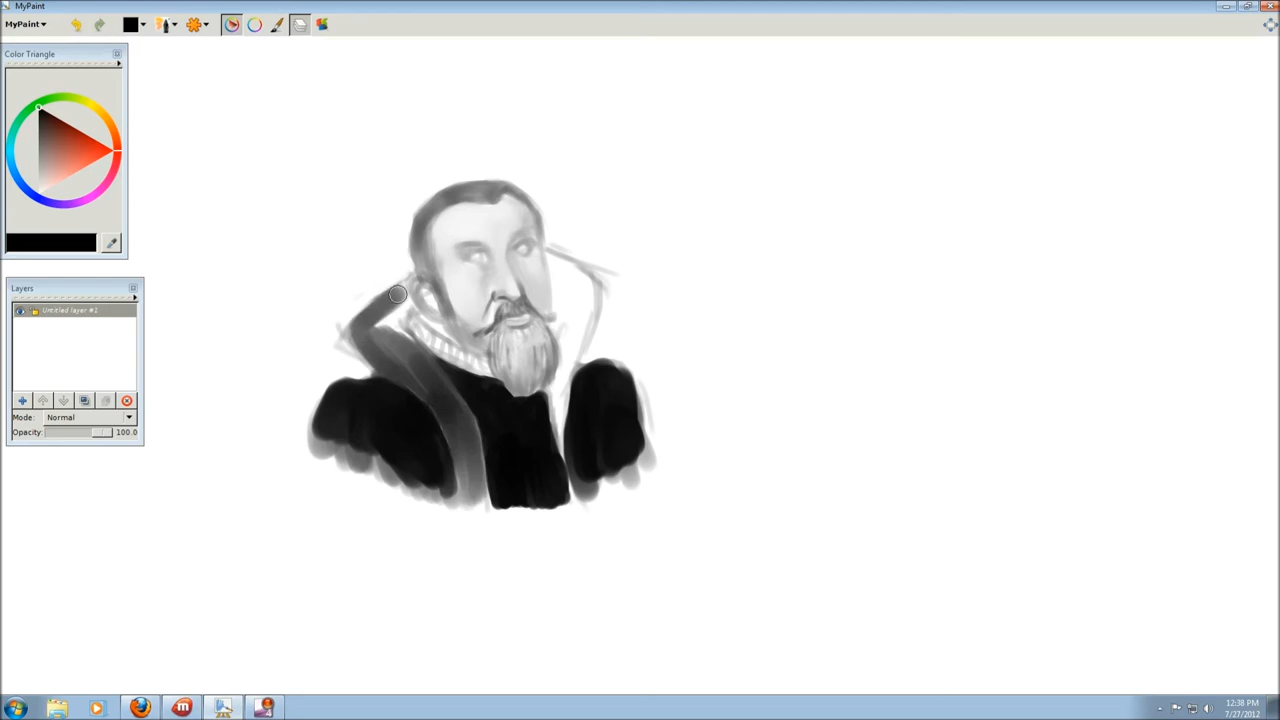 MyPaint
MyPaint
Color Triangle
Layers
Untitled layer #1
Mode: Normal
Opacity: 100.0
12:38 PM
7/27/2012